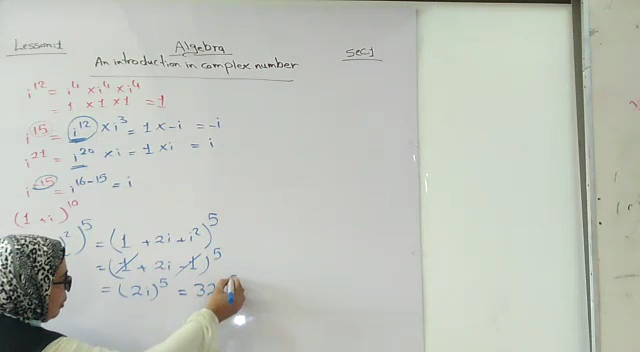 Lesson1 Algebra Sec1
An introduction in complex number
i¹² = i⁴ × i⁴ × i⁴
= 1 × 1 × 1 = 1
i¹⁵ = i¹² × i³ = 1 × -i = -i
i²¹ = i²⁰ × i = 1 × i = i
i⁻¹⁵ = i¹⁶⁻¹⁵ = i
(1 + i)¹⁰
²)⁵ = (1 + 2i + i²)⁵
= (1 + 2i - 1)⁵
= (2i)⁵ = 32